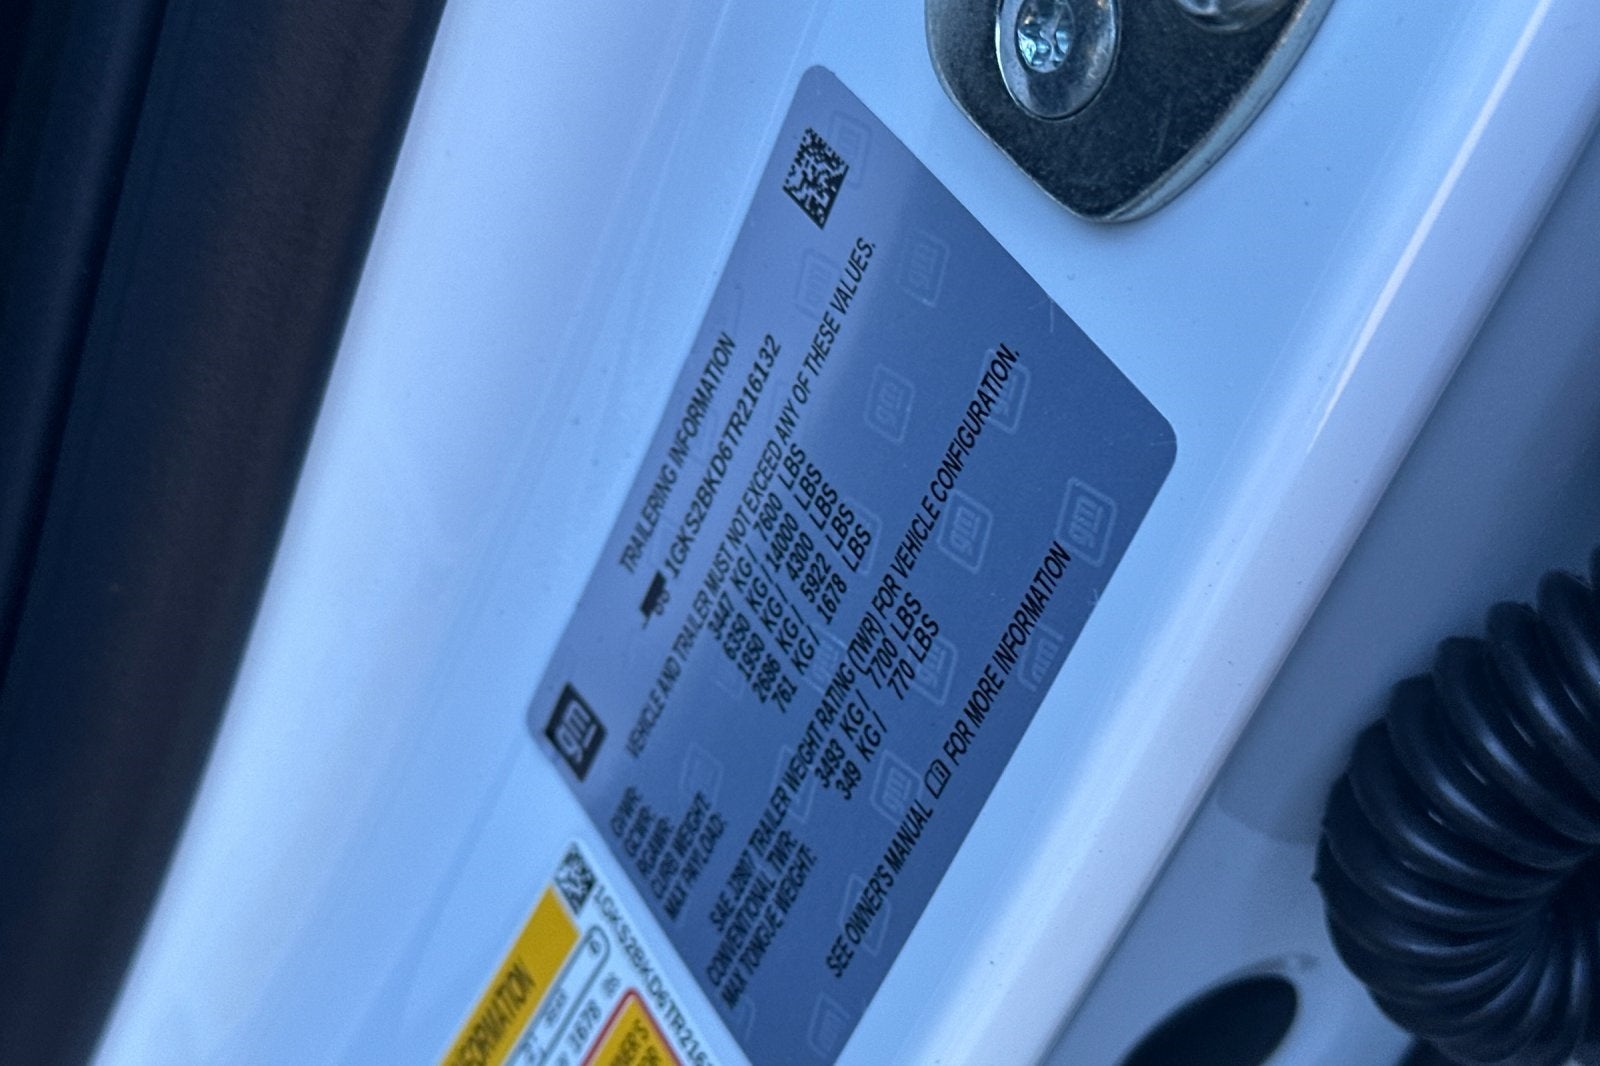 gm
TRAILERING INFORMATION
1GKS2BKD6TR216132
VEHICLE AND TRAILER MUST NOT EXCEED ANY OF THESE VALUES.
GVWR: 3447 KG / 7600 LBS
GCWR: 6350 KG / 14000 LBS
RGAWR: 1950 KG / 4300 LBS
CURB WEIGHT: 2686 KG / 5922 LBS
MAX PAYLOAD: 761 KG / 1678 LBS
SAE J2807 TRAILER WEIGHT RATING (TWR) FOR VEHICLE CONFIGURATION.
CONVENTIONAL TWR: 3493 KG / 7700 LBS
MAX TONGUE WEIGHT: 349 KG / 770 LBS
SEE OWNER'S MANUAL FOR MORE INFORMATION
1GKS2BKD6TR216
1678